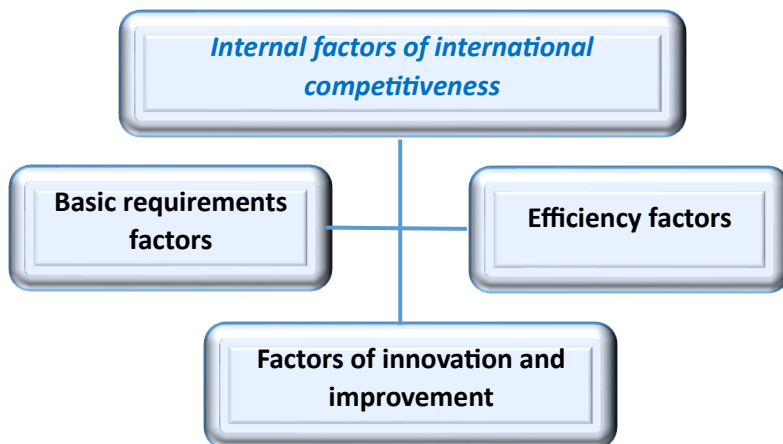 Internal factors of international
competitiveness
Basic requirements
factors
Efficiency factors
Factors of innovation and
improvement